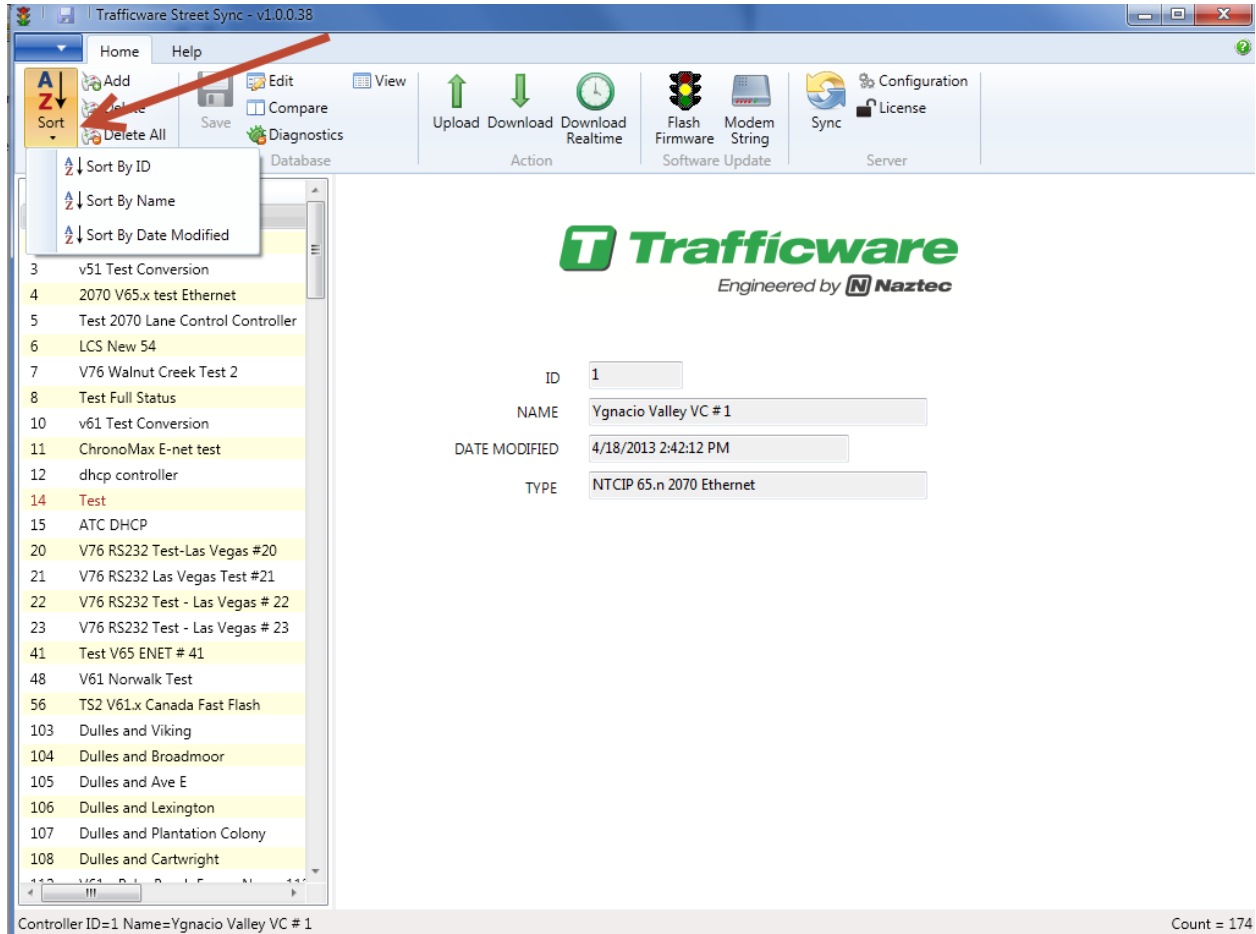 Trafficware Street Sync - v1.0.0.38
Home Help
Sort
Add
Delete
Delete All
Save
Edit
Compare
Diagnostics
View
Database
Upload Download Download Realtime
Action
Flash Firmware Modem String
Software Update
Sync
Configuration
License
Server
Sort By ID
Sort By Name
Sort By Date Modified
3 v51 Test Conversion
4 2070 V65.x test Ethernet
5 Test 2070 Lane Control Controller
6 LCS New 54
7 V76 Walnut Creek Test 2
8 Test Full Status
10 v61 Test Conversion
11 ChronoMax E-net test
12 dhcp controller
14 Test
15 ATC DHCP
20 V76 RS232 Test-Las Vegas #20
21 V76 RS232 Las Vegas Test #21
22 V76 RS232 Test - Las Vegas # 22
23 V76 RS232 Test - Las Vegas # 23
41 Test V65 ENET # 41
48 V61 Norwalk Test
56 TS2 V61.x Canada Fast Flash
103 Dulles and Viking
104 Dulles and Broadmoor
105 Dulles and Ave E
106 Dulles and Lexington
107 Dulles and Plantation Colony
108 Dulles and Cartwright
Trafficware
Engineered by N Naztec
ID 1
NAME Ygnacio Valley VC # 1
DATE MODIFIED 4/18/2013 2:42:12 PM
TYPE NTCIP 65.n 2070 Ethernet
Controller ID=1 Name=Ygnacio Valley VC # 1
Count = 174